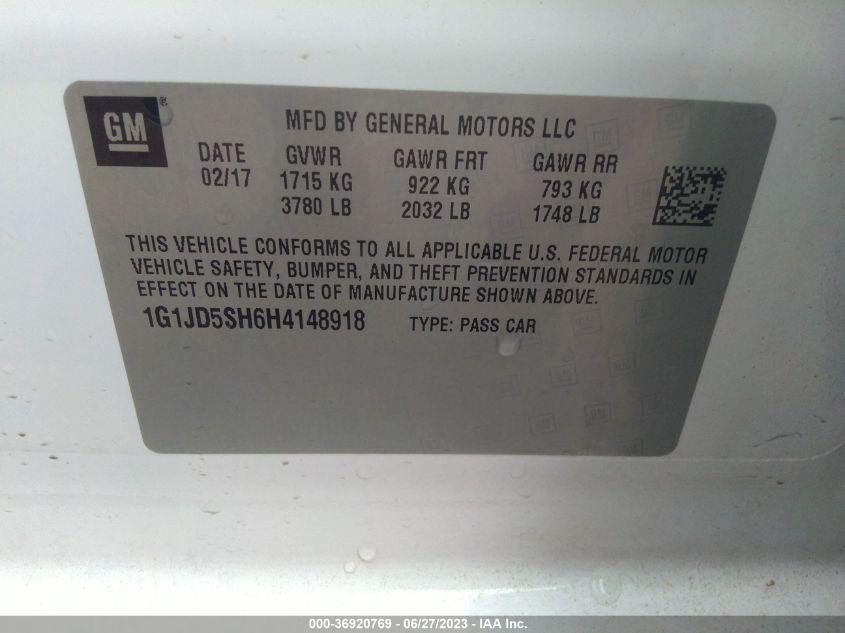 GM ®
MFD BY GENERAL MOTORS LLC
DATE GVWR GAWR FRT GAWR RR
02/17 1715 KG 922 KG 793 KG
3780 LB 2032 LB 1748 LB
THIS VEHICLE CONFORMS TO ALL APPLICABLE U.S. FEDERAL MOTOR
VEHICLE SAFETY, BUMPER, AND THEFT PREVENTION STANDARDS IN
EFFECT ON THE DATE OF MANUFACTURE SHOWN ABOVE.
1G1JD5SH6H4148918 TYPE: PASS CAR
000-36920769 - 06/27/2023 - IAA Inc.